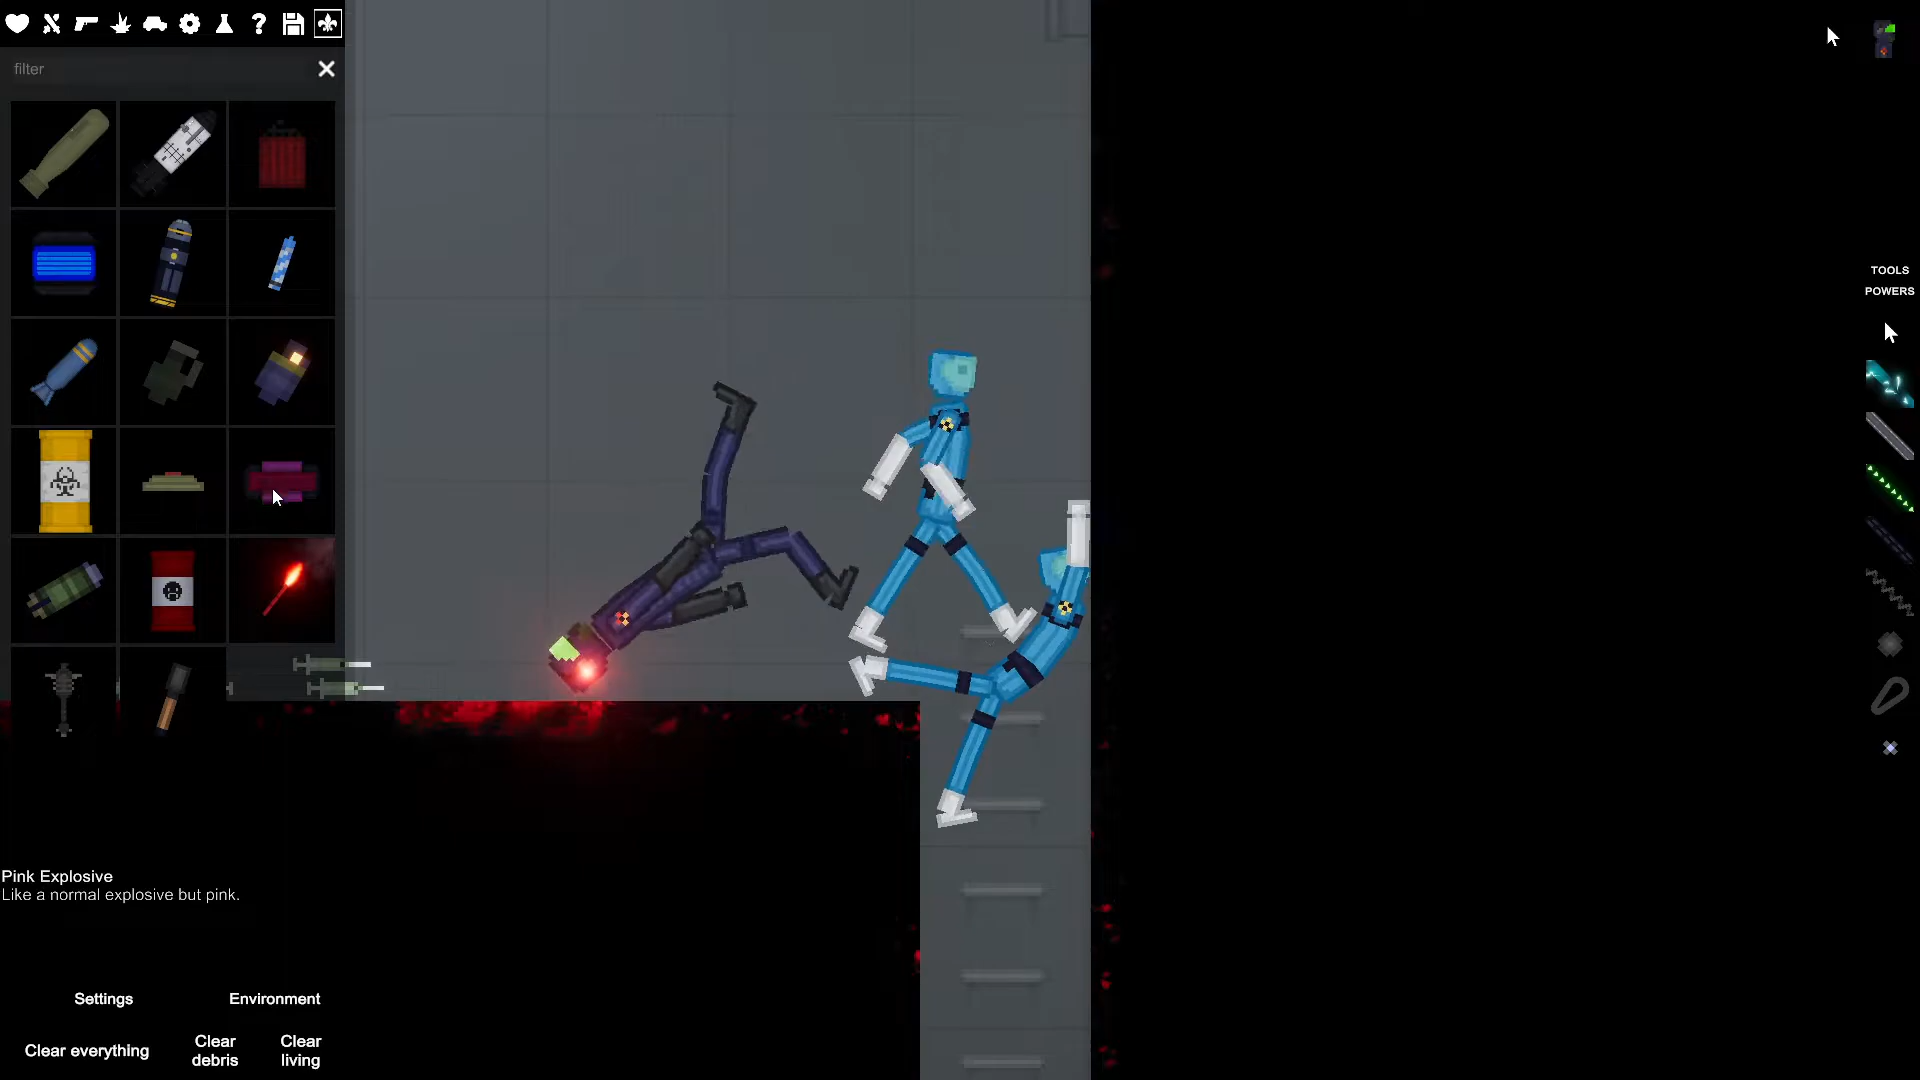 filter
TOOLS
POWERS
Pink Explosive
Like a normal explosive but pink.
Settings
Environment
Clear everything
Clear
debris
Clear
living